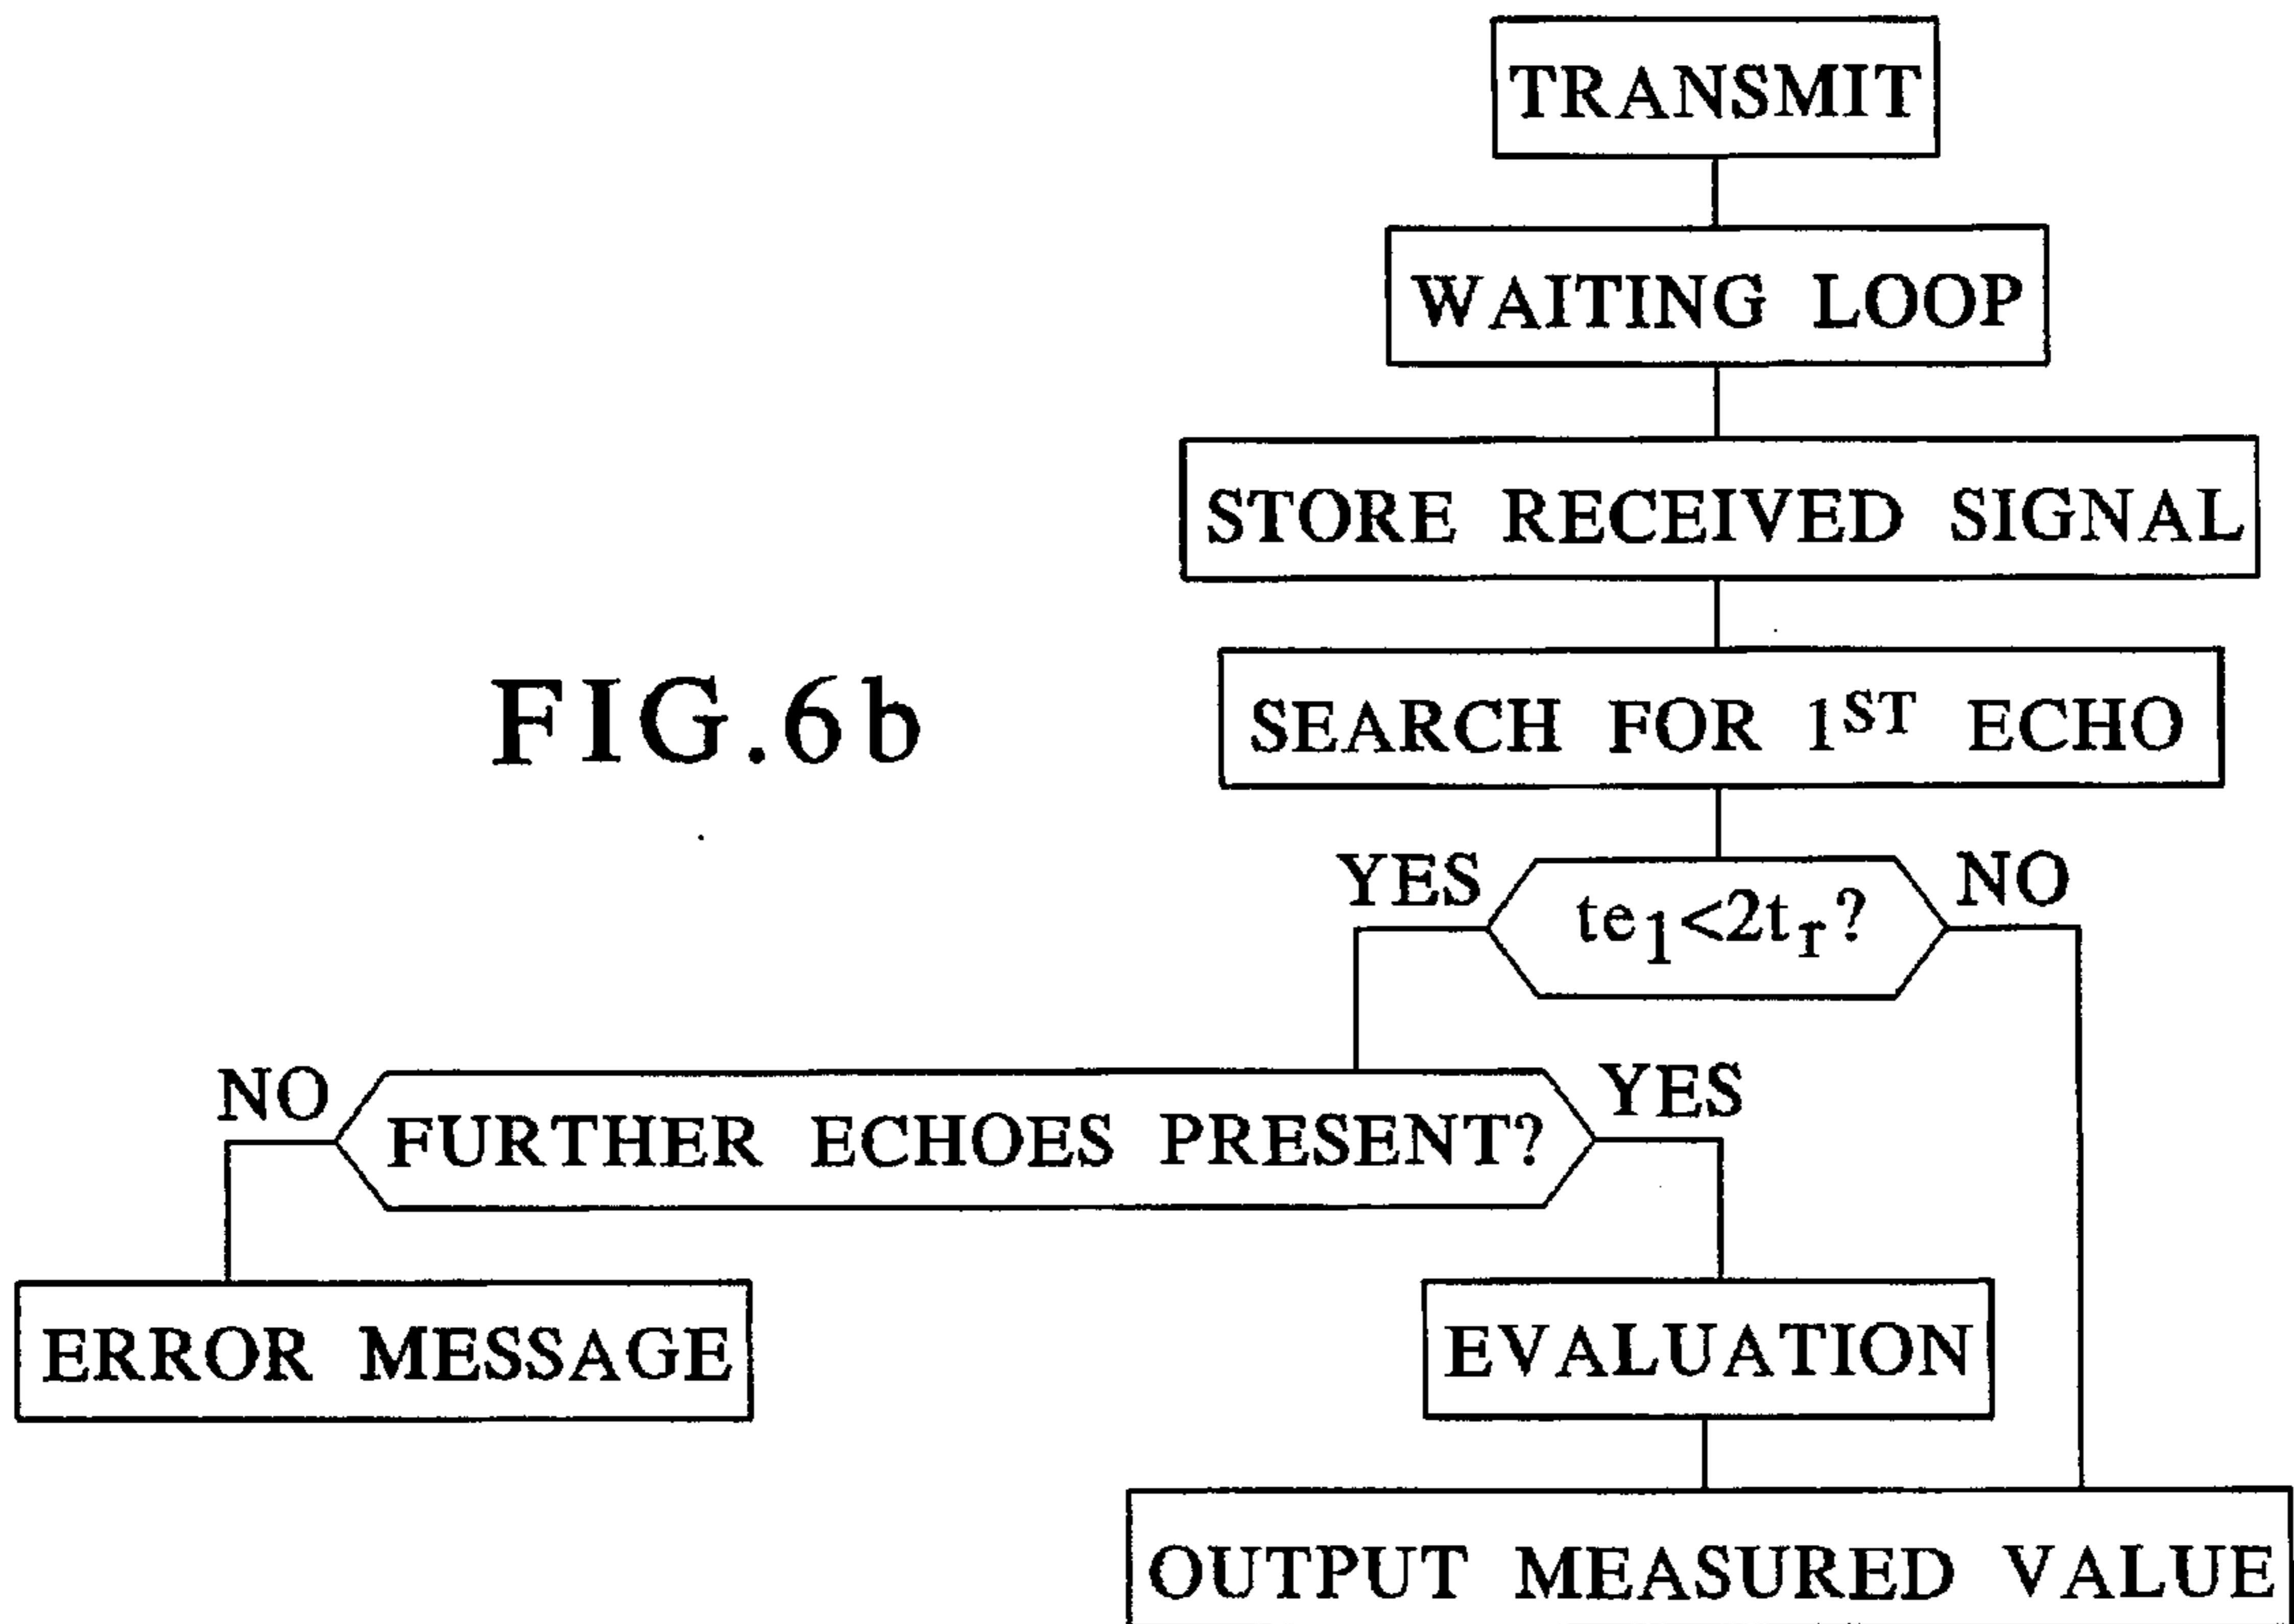 TRANSMIT
WAITING LOOP
STORE RECEIVED SIGNAL
FIG.6b
SEARCH FOR 1ST ECHO
YES
te1<2tr?
NO
NO
FURTHER ECHOES PRESENT?
YES
ERROR MESSAGE
EVALUATION
OUTPUT MEASURED VALUE